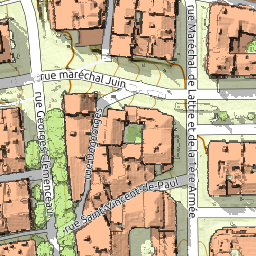 rue maréchal Juin
rue Maréchal de Lattre et de la 1ère Armée
rue Georges Clemenceau
rue Saint-Vincent-de-Paul